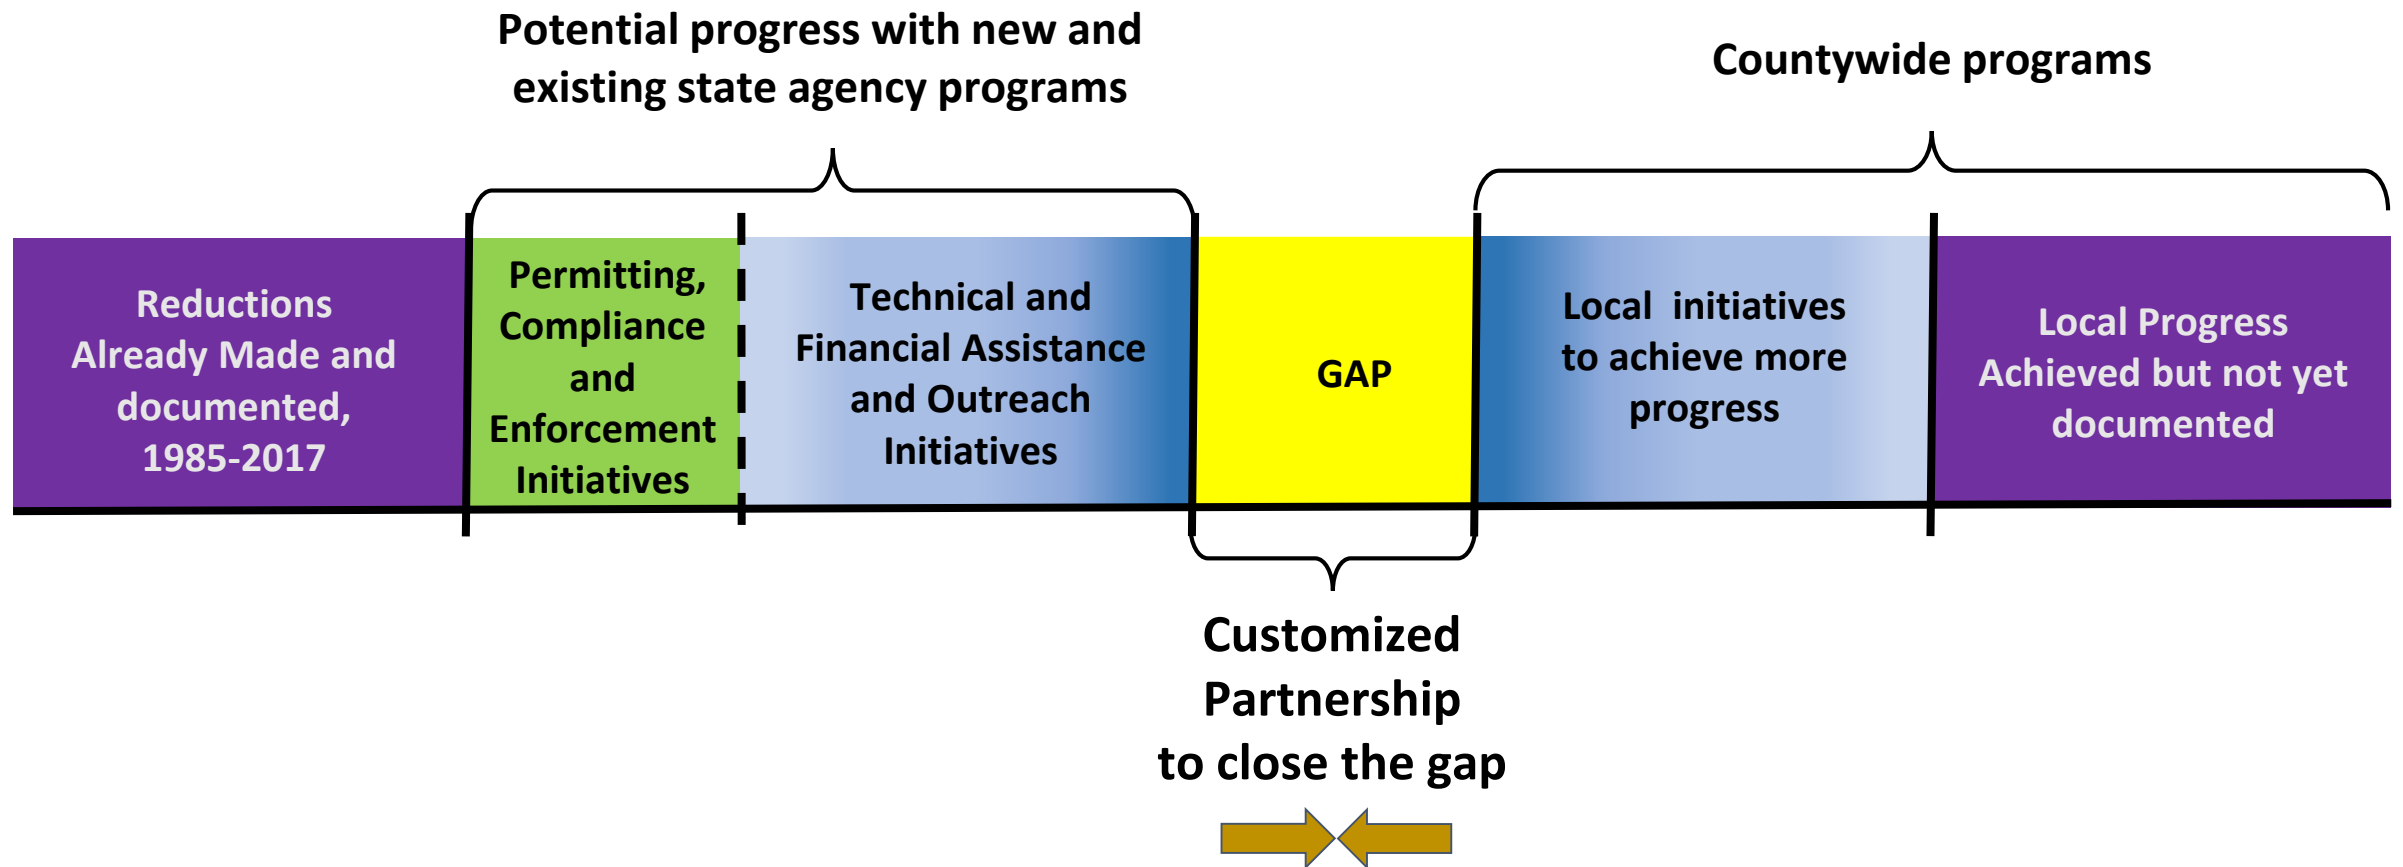 Potential progress with new and
existing state agency programs
Countywide programs
Reductions
Already Made and
documented,
1985-2017
Permitting,
Compliance
and
Enforcement
Initiatives
Technical and
Financial Assistance
and Outreach
Initiatives
GAP
Local  initiatives
to achieve more
progress
Local Progress
Achieved but not yet
documented
Customized
Partnership
to close the gap